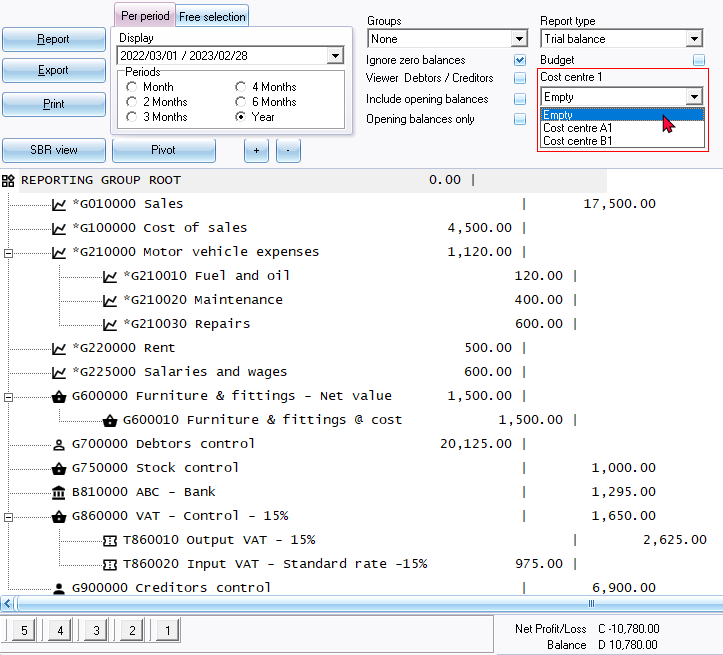 Report
Export
Print
SBR view
Pivot
+
-
Per period
Free selection
Display
2022/03/01 / 2023/02/28
Periods
Month
2 Months
3 Months
4 Months
6 Months
Year
Groups
None
Ignore zero balances
Viewer Debtors / Creditors
Include opening balances
Opening balances only
Report type
Trial balance
Budget
Cost centre 1
Empty
Empty
Cost centre A1
Cost centre B1
REPORTING GROUP ROOT 0.00 |
*G010000 Sales | 17,500.00
*G100000 Cost of sales 4,500.00 |
*G210000 Motor vehicle expenses 1,120.00 |
*G210010 Fuel and oil 120.00 |
*G210020 Maintenance 400.00 |
*G210030 Repairs 600.00 |
*G220000 Rent 500.00 |
*G225000 Salaries and wages 600.00 |
G600000 Furniture & fittings - Net value 1,500.00 |
G600010 Furniture & fittings @ cost 1,500.00 |
G700000 Debtors control 20,125.00 |
G750000 Stock control | 1,000.00
B810000 ABC - Bank | 1,295.00
G860000 VAT - Control - 15% | 1,650.00
T860010 Output VAT - 15% | 2,625.00
T860020 Input VAT - Standard rate -15% 975.00 |
G900000 Creditors control | 6,900.00
5 4 3 2 1
Net Profit/Loss C -10,780.00
Balance D 10,780.00